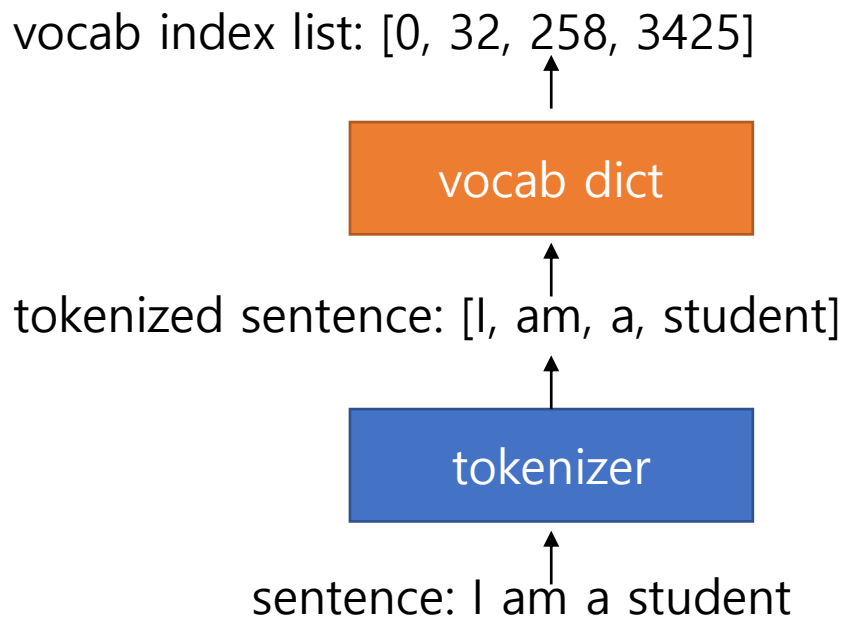 vocab index list: [0, 32, 258, 3425]
vocab dict
tokenized sentence: [I, am, a, student]
tokenizer
sentence: I am a student